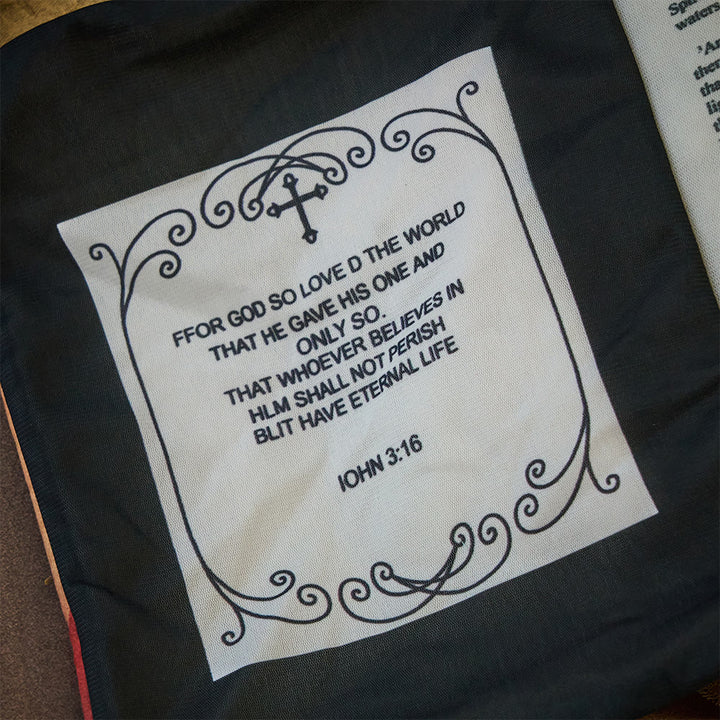 FFOR GOD SO LOVE D THE WORLD
THAT HE GAVE HIS ONE AND
ONLY SO.
THAT WHOEVER BELIEVES IN
HLM SHALL NOT PERISH
BLIT HAVE ETERNAL LIFE
IOHN 3:16
waters